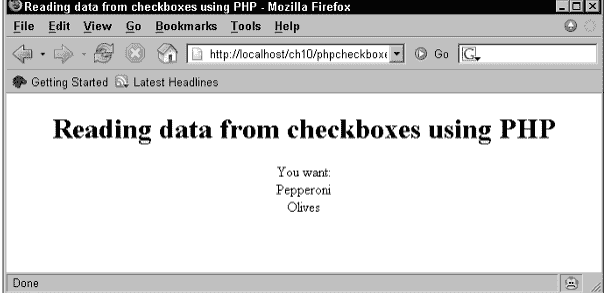 Reading data from checkboxes using PHP - Mozilla Firefox
File Edit View Go Bookmarks Tools Help
http://localhost/ch10/phpcheckboxe Go G
Getting Started Latest Headlines
Reading data from checkboxes using PHP
You want:
Pepperoni
Olives
Done